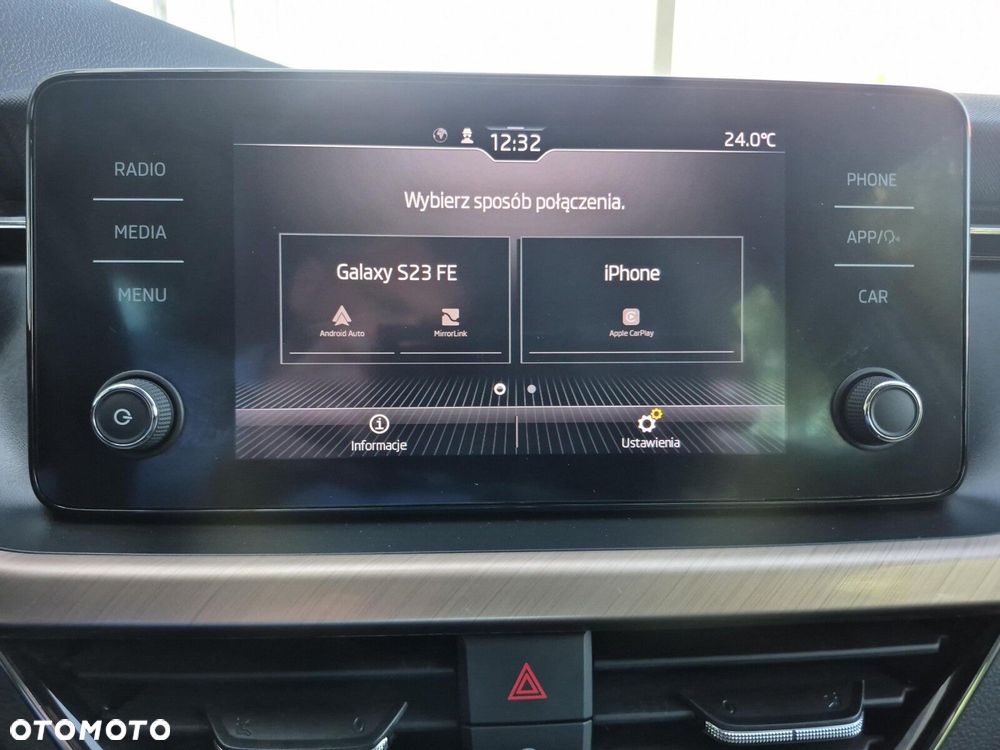 12:32
24.0°C
RADIO
MEDIA
MENU
Wybierz sposób połączenia.
Galaxy S23 FE
Android Auto
MirrorLink
iPhone
Apple CarPlay
Informacje
Ustawienia
PHONE
APP/
CAR
OTOMOTO